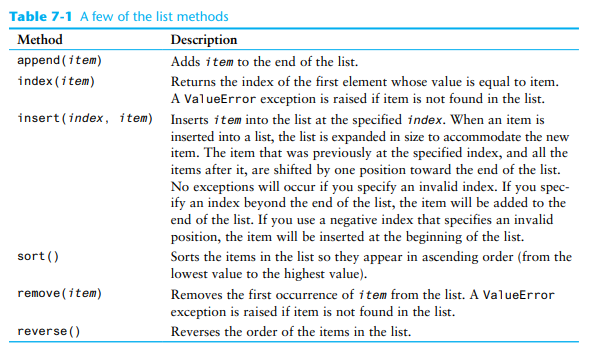 Table 7-1 A few of the list methods
Method Description
append(item) Adds item to the end of the list.
index(item) Returns the index of the first element whose value is equal to item.
A ValueError exception is raised if item is not found in the list.
insert(index, item) Inserts item into the list at the specified index. When an item is
inserted into a list, the list is expanded in size to accommodate the new
item. The item that was previously at the specified index, and all the
items after it, are shifted by one position toward the end of the list.
No exceptions will occur if you specify an invalid index. If you spec-
ify an index beyond the end of the list, the item will be added to the
end of the list. If you use a negative index that specifies an invalid
position, the item will be inserted at the beginning of the list.
sort() Sorts the items in the list so they appear in ascending order (from the
lowest value to the highest value).
remove(item) Removes the first occurrence of item from the list. A ValueError
exception is raised if item is not found in the list.
reverse() Reverses the order of the items in the list.